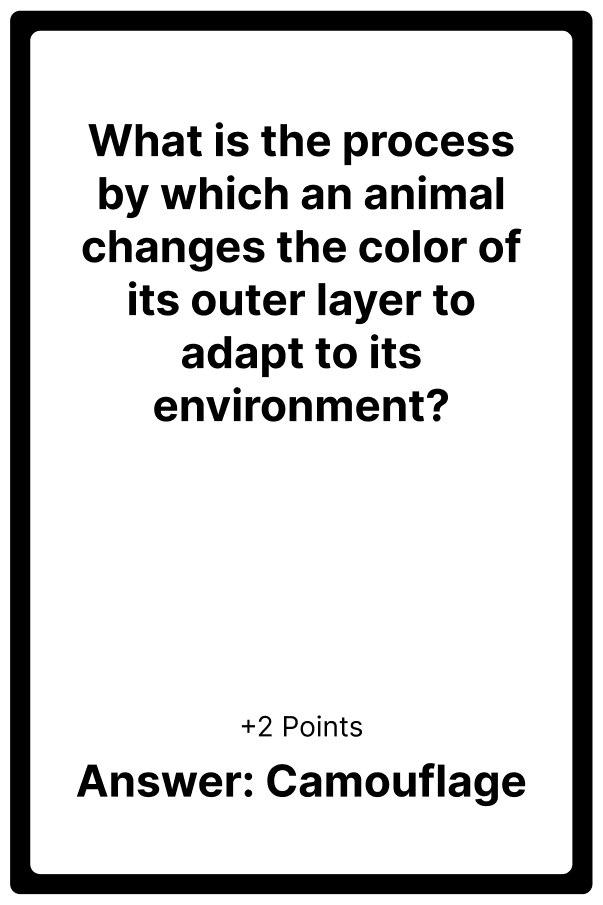 What is the process
by which an animal
changes the color of
its outer layer to
adapt to its
environment?
+2 Points
Answer: Camouflage